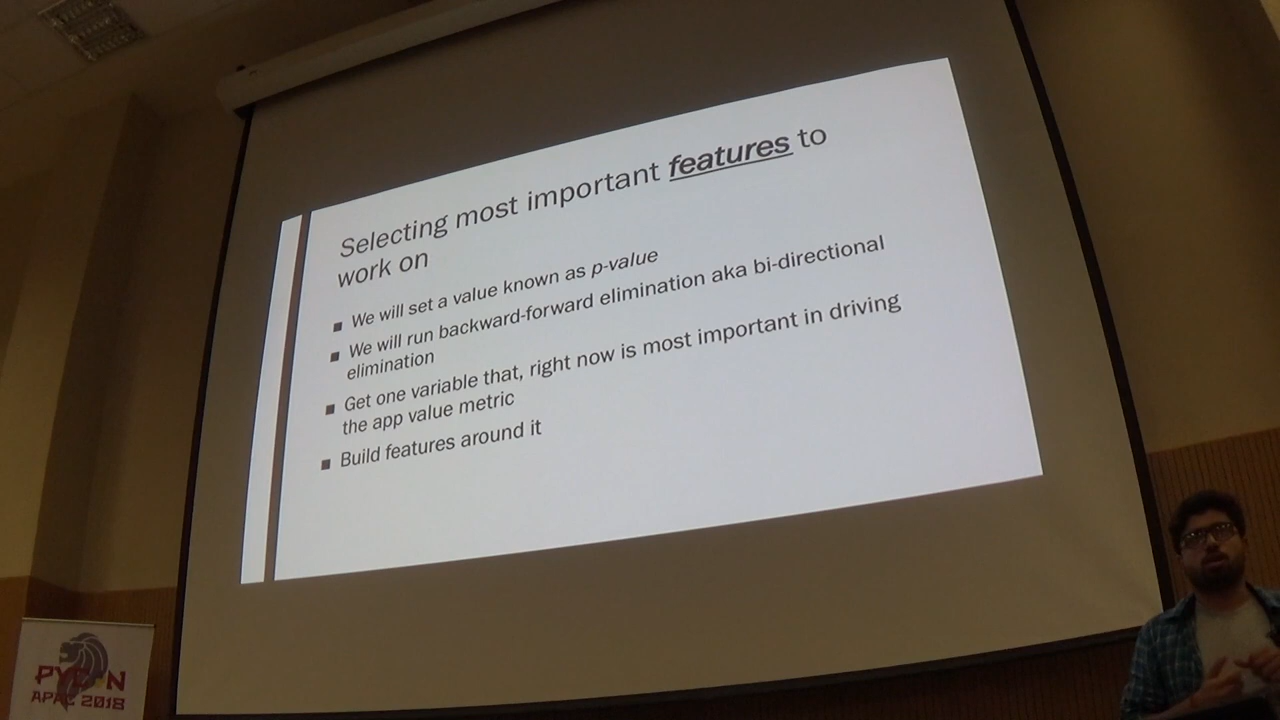 Selecting most important features to
work on
We will set a value known as p-value
We will run backward-forward elimination aka bi-directional
elimination
Get one variable that, right now is most important in driving
the app value metric
Build features around it
PYCON
APAC 2018